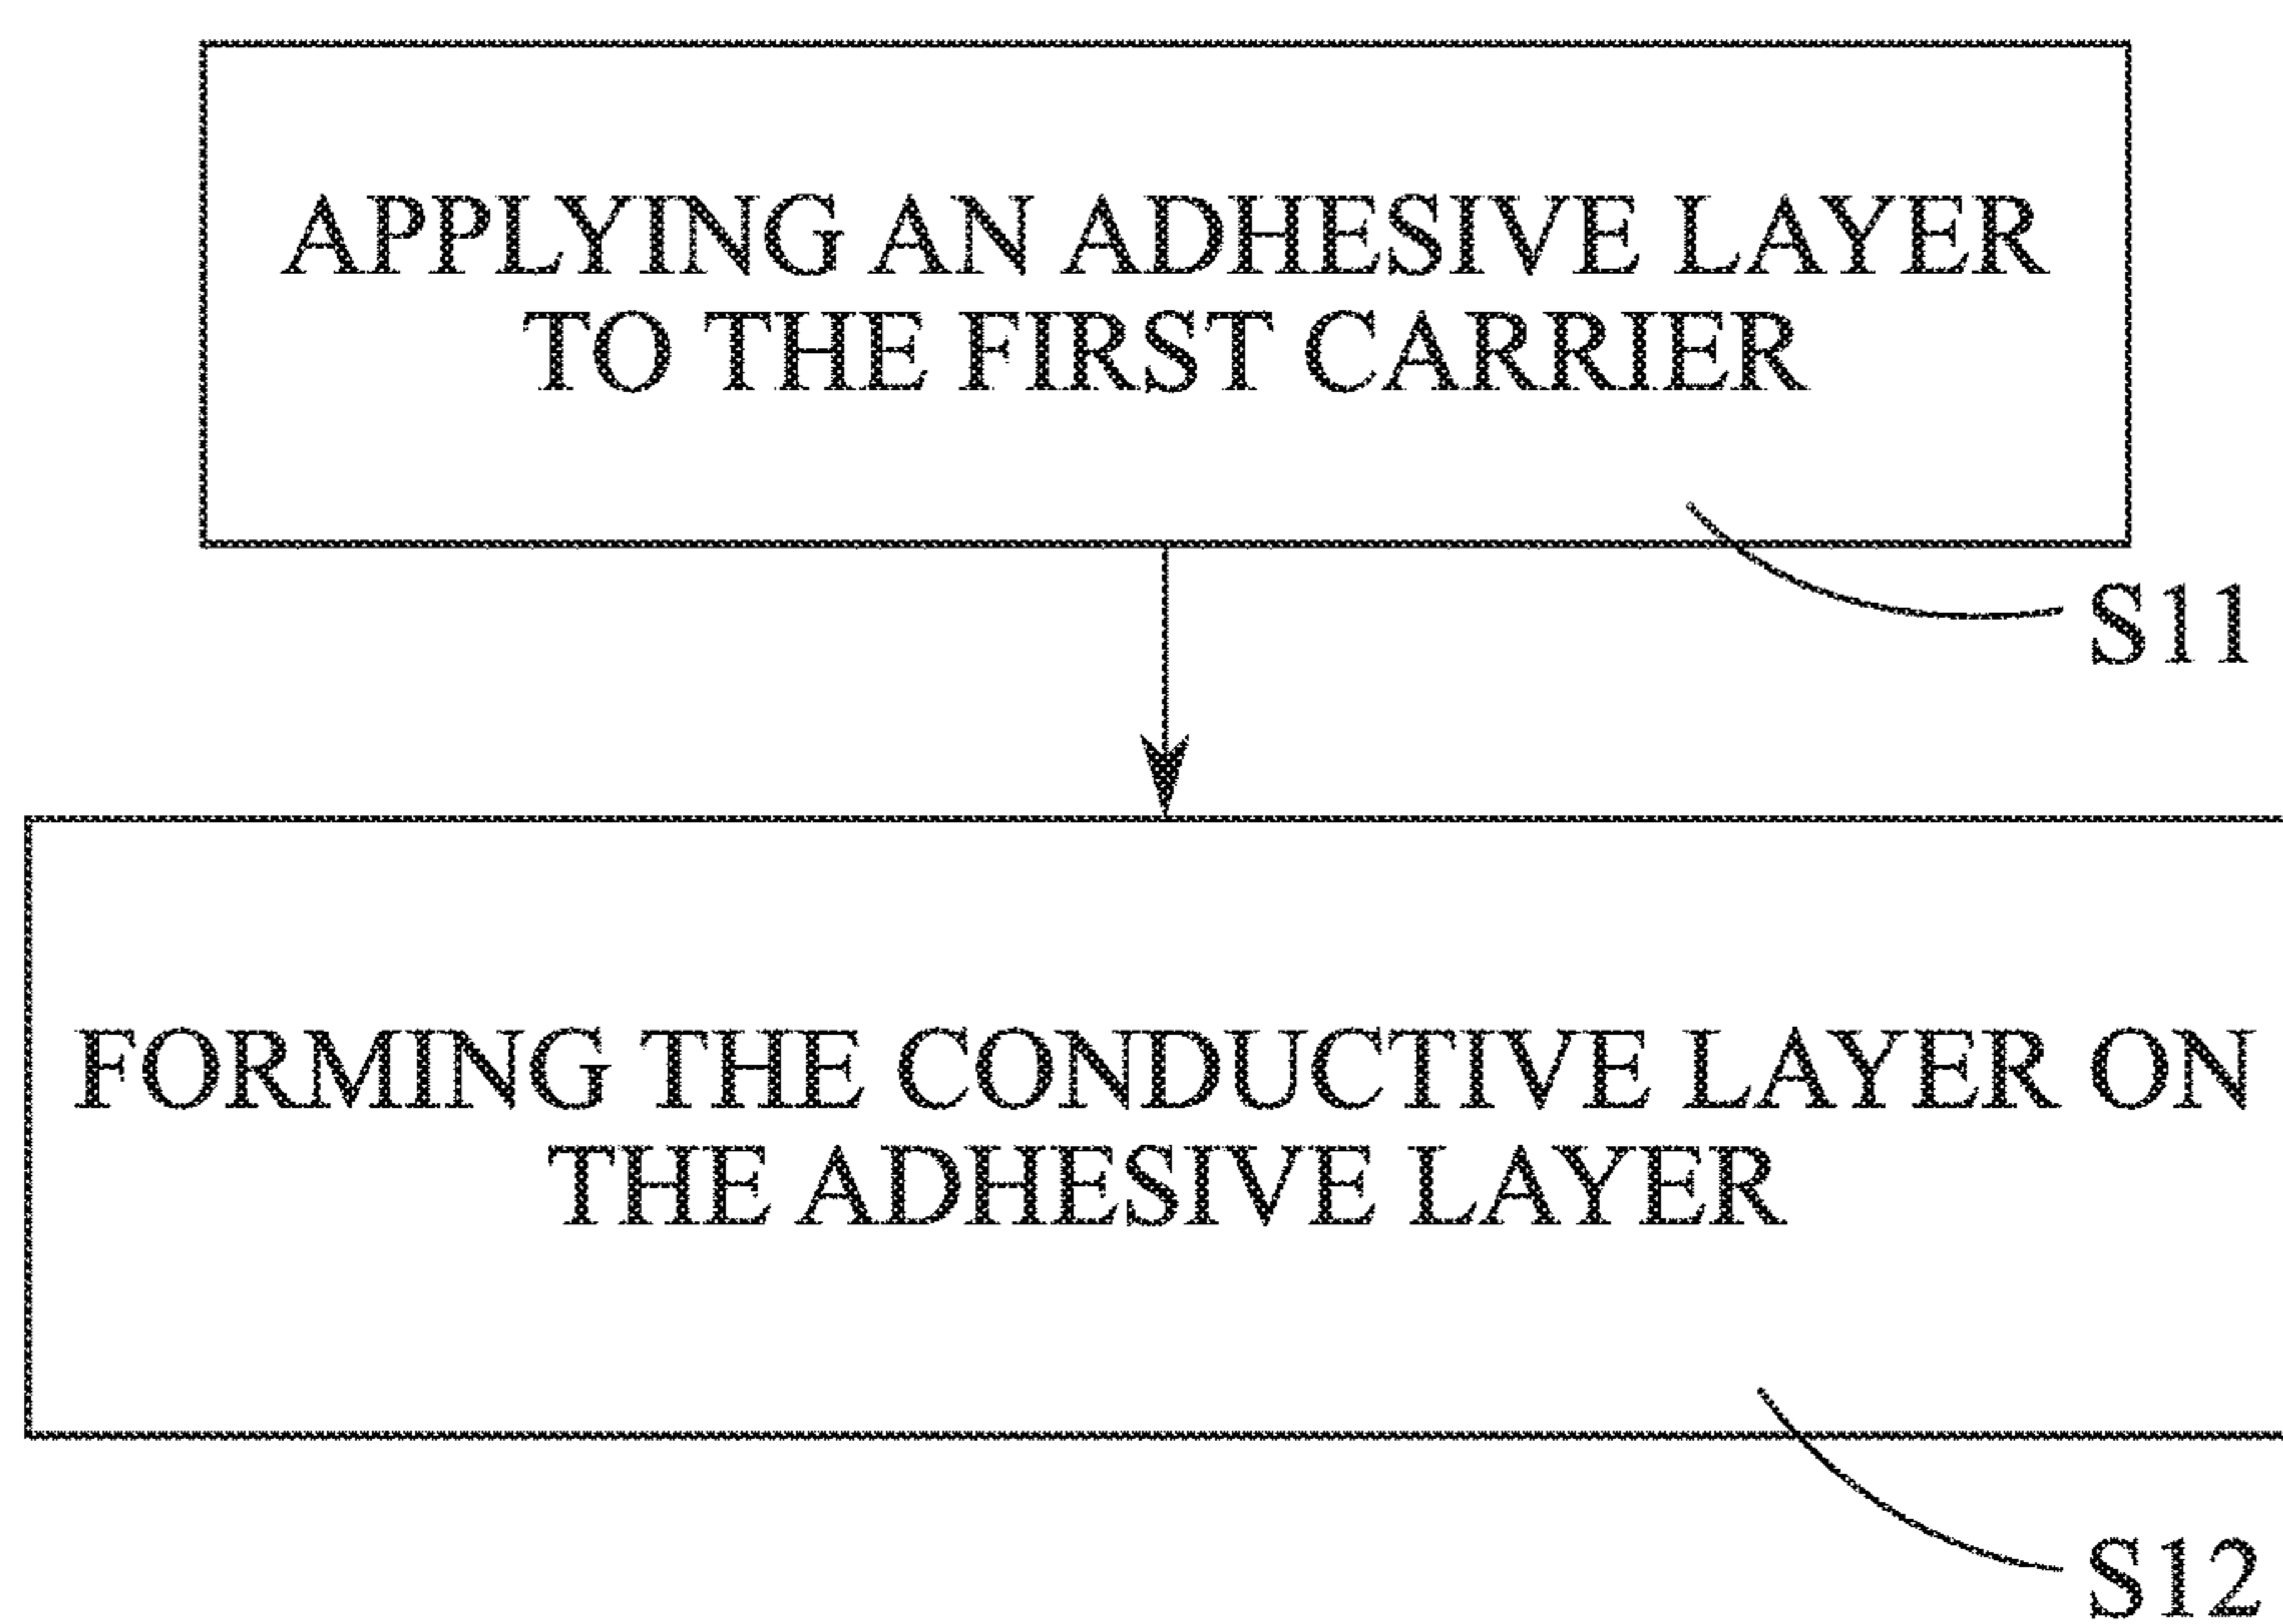 APPLYING AN ADHESIVE LAYER
TO THE FIRST CARRIER
S11
FORMING THE CONDUCTIVE LAYER ON
THE ADHESIVE LAYER
S12